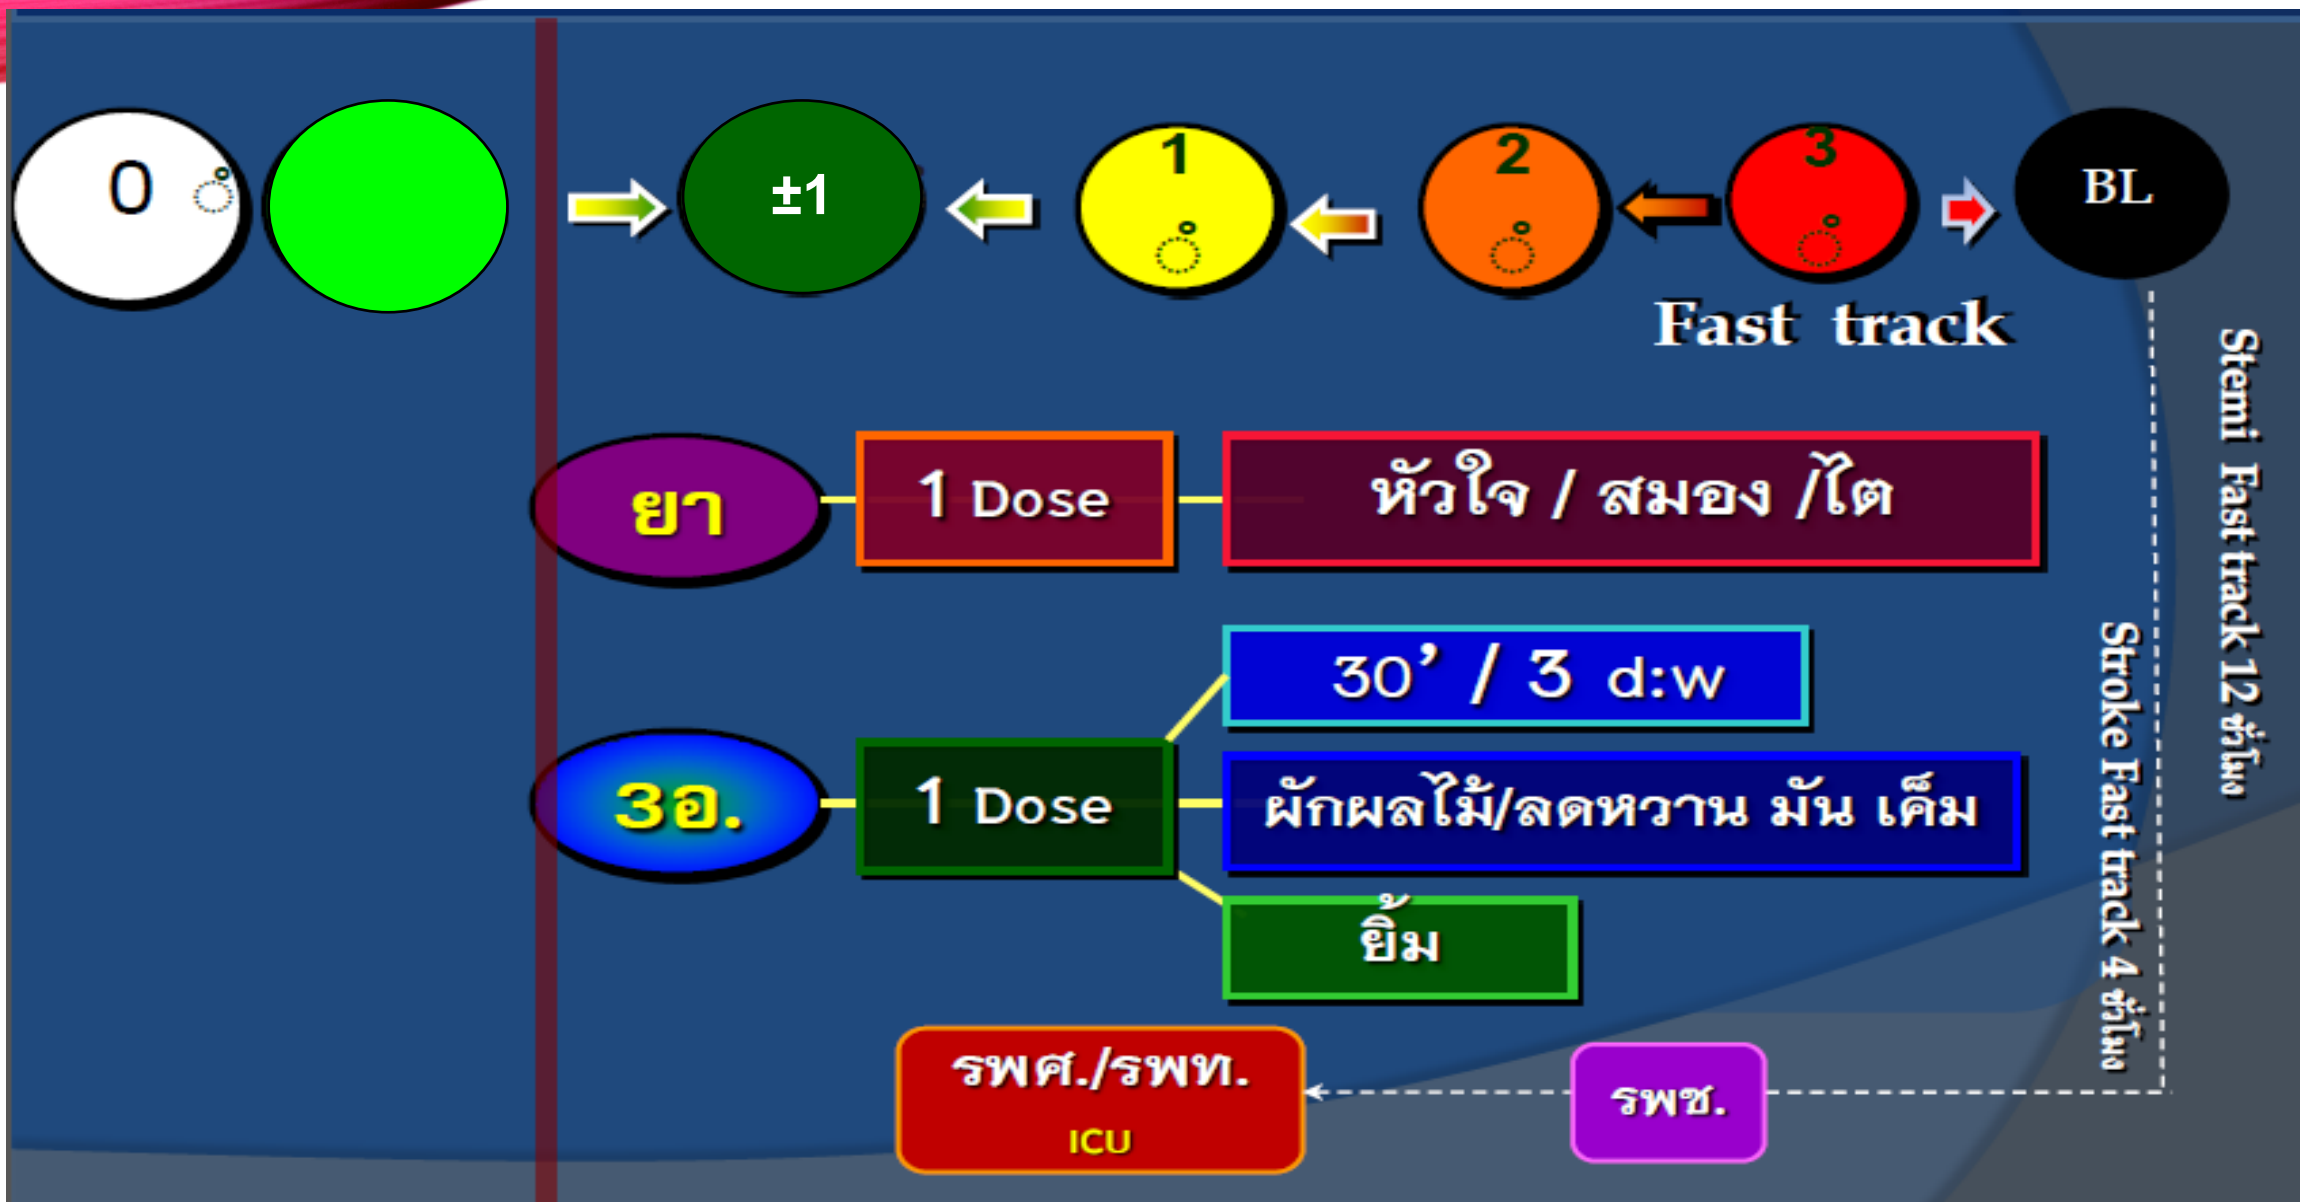 0 ํ
±1
1 ํ
2 ํ
3 ํ
BL
Fast track
ยา
1 Dose
หัวใจ / สมอง /ไต
30’ / 3 d:w
3อ.
1 Dose
ผักผลไม้/ลดหวาน มัน เค็ม
ยิ้ม
รพศ./รพท.
ICU
รพช.
Stroke Fast track 4 ชั่วโมง
Stemi Fast track 12 ชั่วโมง